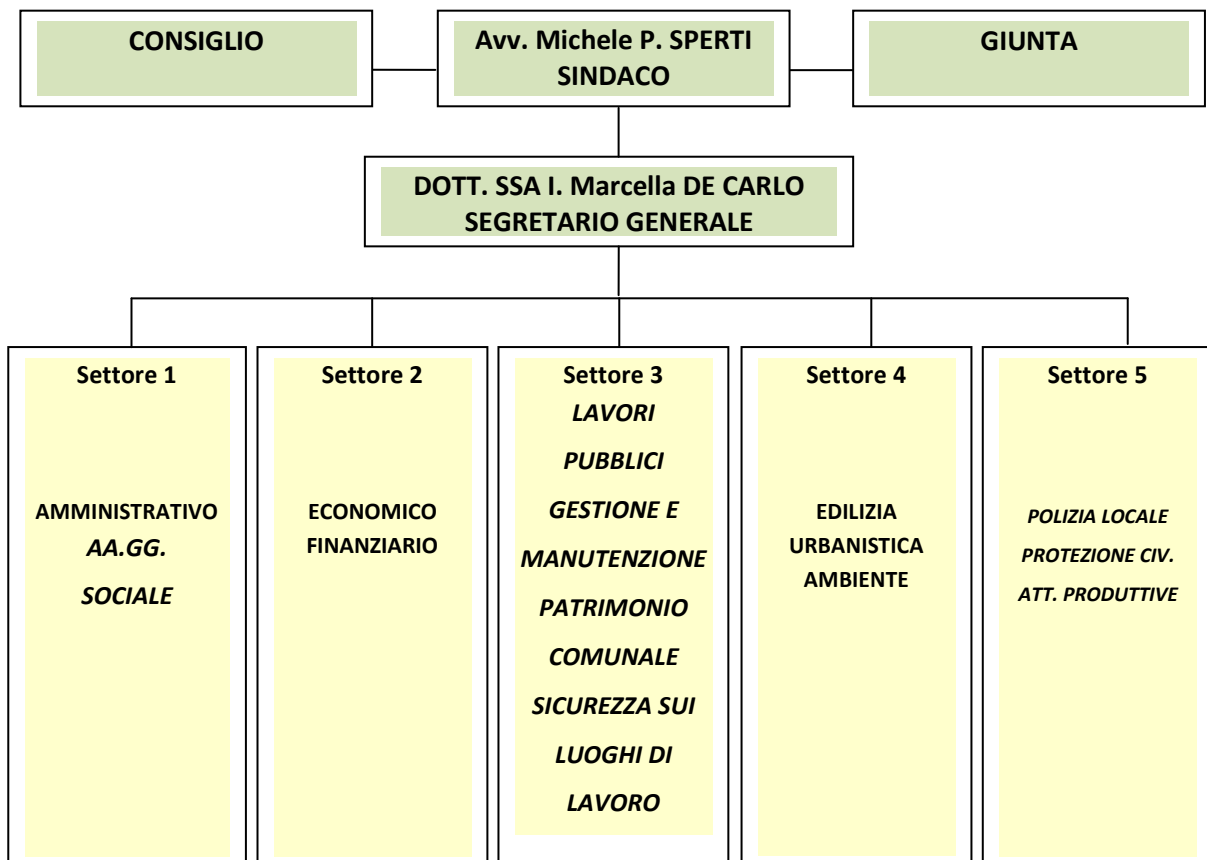 CONSIGLIO
Avv. Michele P. SPERTI
SINDACO
GIUNTA
DOTT. SSA I. Marcella DE CARLO
SEGRETARIO GENERALE
Settore 1
AMMINISTRATIVO
AA.GG.
SOCIALE
Settore 2
ECONOMICO
FINANZIARIO
Settore 3
LAVORI
PUBBLICI
GESTIONE E
MANUTENZIONE
PATRIMONIO
COMUNALE
SICUREZZA SUI
LUOGHI DI
LAVORO
Settore 4
EDILIZIA
URBANISTICA
AMBIENTE
Settore 5
POLIZIA LOCALE
PROTEZIONE CIV.
ATT. PRODUTTIVE